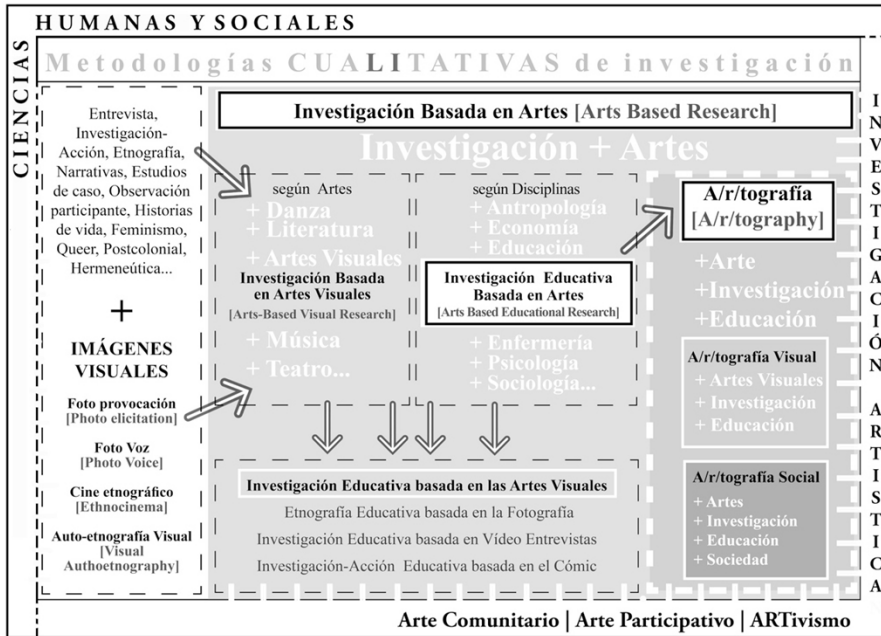 HUMANAS Y SOCIALES
CIENCIAS
Metodologías CUALITATIVAS de investigación
Entrevista,
Investigación-
Acción, Etnografía,
Narrativas, Estudios
de caso, Observación
participante, Historias
de vida, Feminismo,
Queer, Postcolonial,
Hermenéutica...
+
IMÁGENES
VISUALES
Foto provocación
[Photo elicitation]
Foto Voz
[Photo Voice]
Cine etnográfico
[Ethnocinema]
Auto-etnografía Visual
[Visual
Authoetnography]
Investigación Basada en Artes [Arts Based Research]
Investigación + Artes
según Artes
+ Danza
+ Literatura
+ Artes Visuales
Investigación Basada
en Artes Visuales
[Arts-Based Visual Research]
+ Música
+ Teatro...
según Disciplinas
+ Antropología
+ Economía
+ Educación
Investigación Educativa
Basada en Artes
[Arts Based Educational Research]
+ Enfermería
+ Psicología
+ Sociología...
Investigación Educativa basada en las Artes Visuales
Etnografía Educativa basada en la Fotografía
Investigación Educativa basada en Vídeo Entrevistas
Investigación-Acción Educativa basada en el Cómic
A/r/tografía
[A/r/tography]
+Arte
+Investigación
+Educación
A/r/tografía Visual
+ Artes Visuales
+ Investigación
+ Educación
A/r/tografía Social
+ Artes
+ Investigación
+ Educación
+ Sociedad
INVESTIGACIÓN ARTISTICA
Arte Comunitario | Arte Participativo | ARTivismo